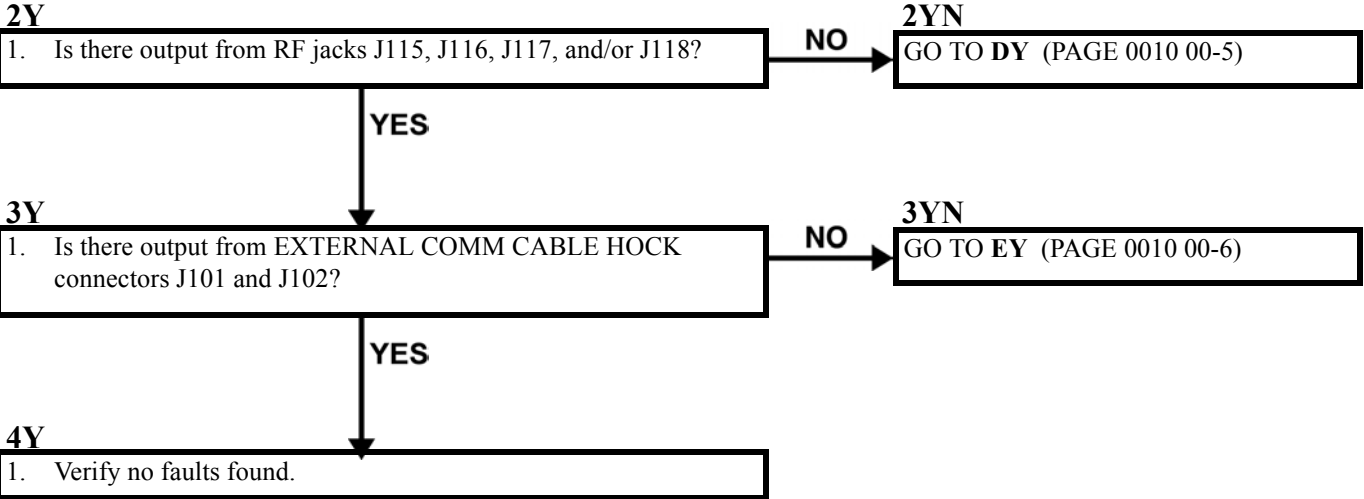 2Y
1. Is there output from RF jacks J115, J116, J117, and/or J118?
NO
2YN
GO TO DY (PAGE 0010 00-5)
YES
3Y
1. Is there output from EXTERNAL COMM CABLE HOCK
connectors J101 and J102?
NO
3YN
GO TO EY (PAGE 0010 00-6)
YES
4Y
1. Verify no faults found.